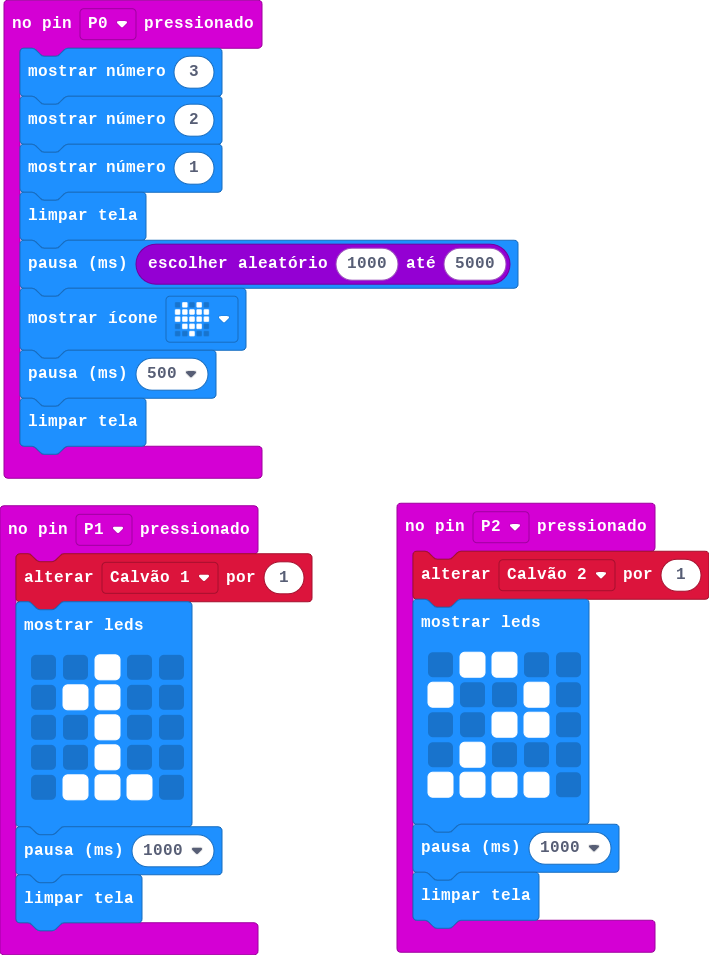 no pin P0 pressionado
mostrar número 3
mostrar número 2
mostrar número 1
limpar tela
pausa (ms) escolher aleatório 1000 até 5000
mostrar ícone
pausa (ms) 500
limpar tela
no pin P1 pressionado
alterar Calvão 1 por 1
mostrar leds
pausa (ms) 1000
limpar tela
no pin P2 pressionado
alterar Calvão 2 por 1
mostrar leds
pausa (ms) 1000
limpar tela